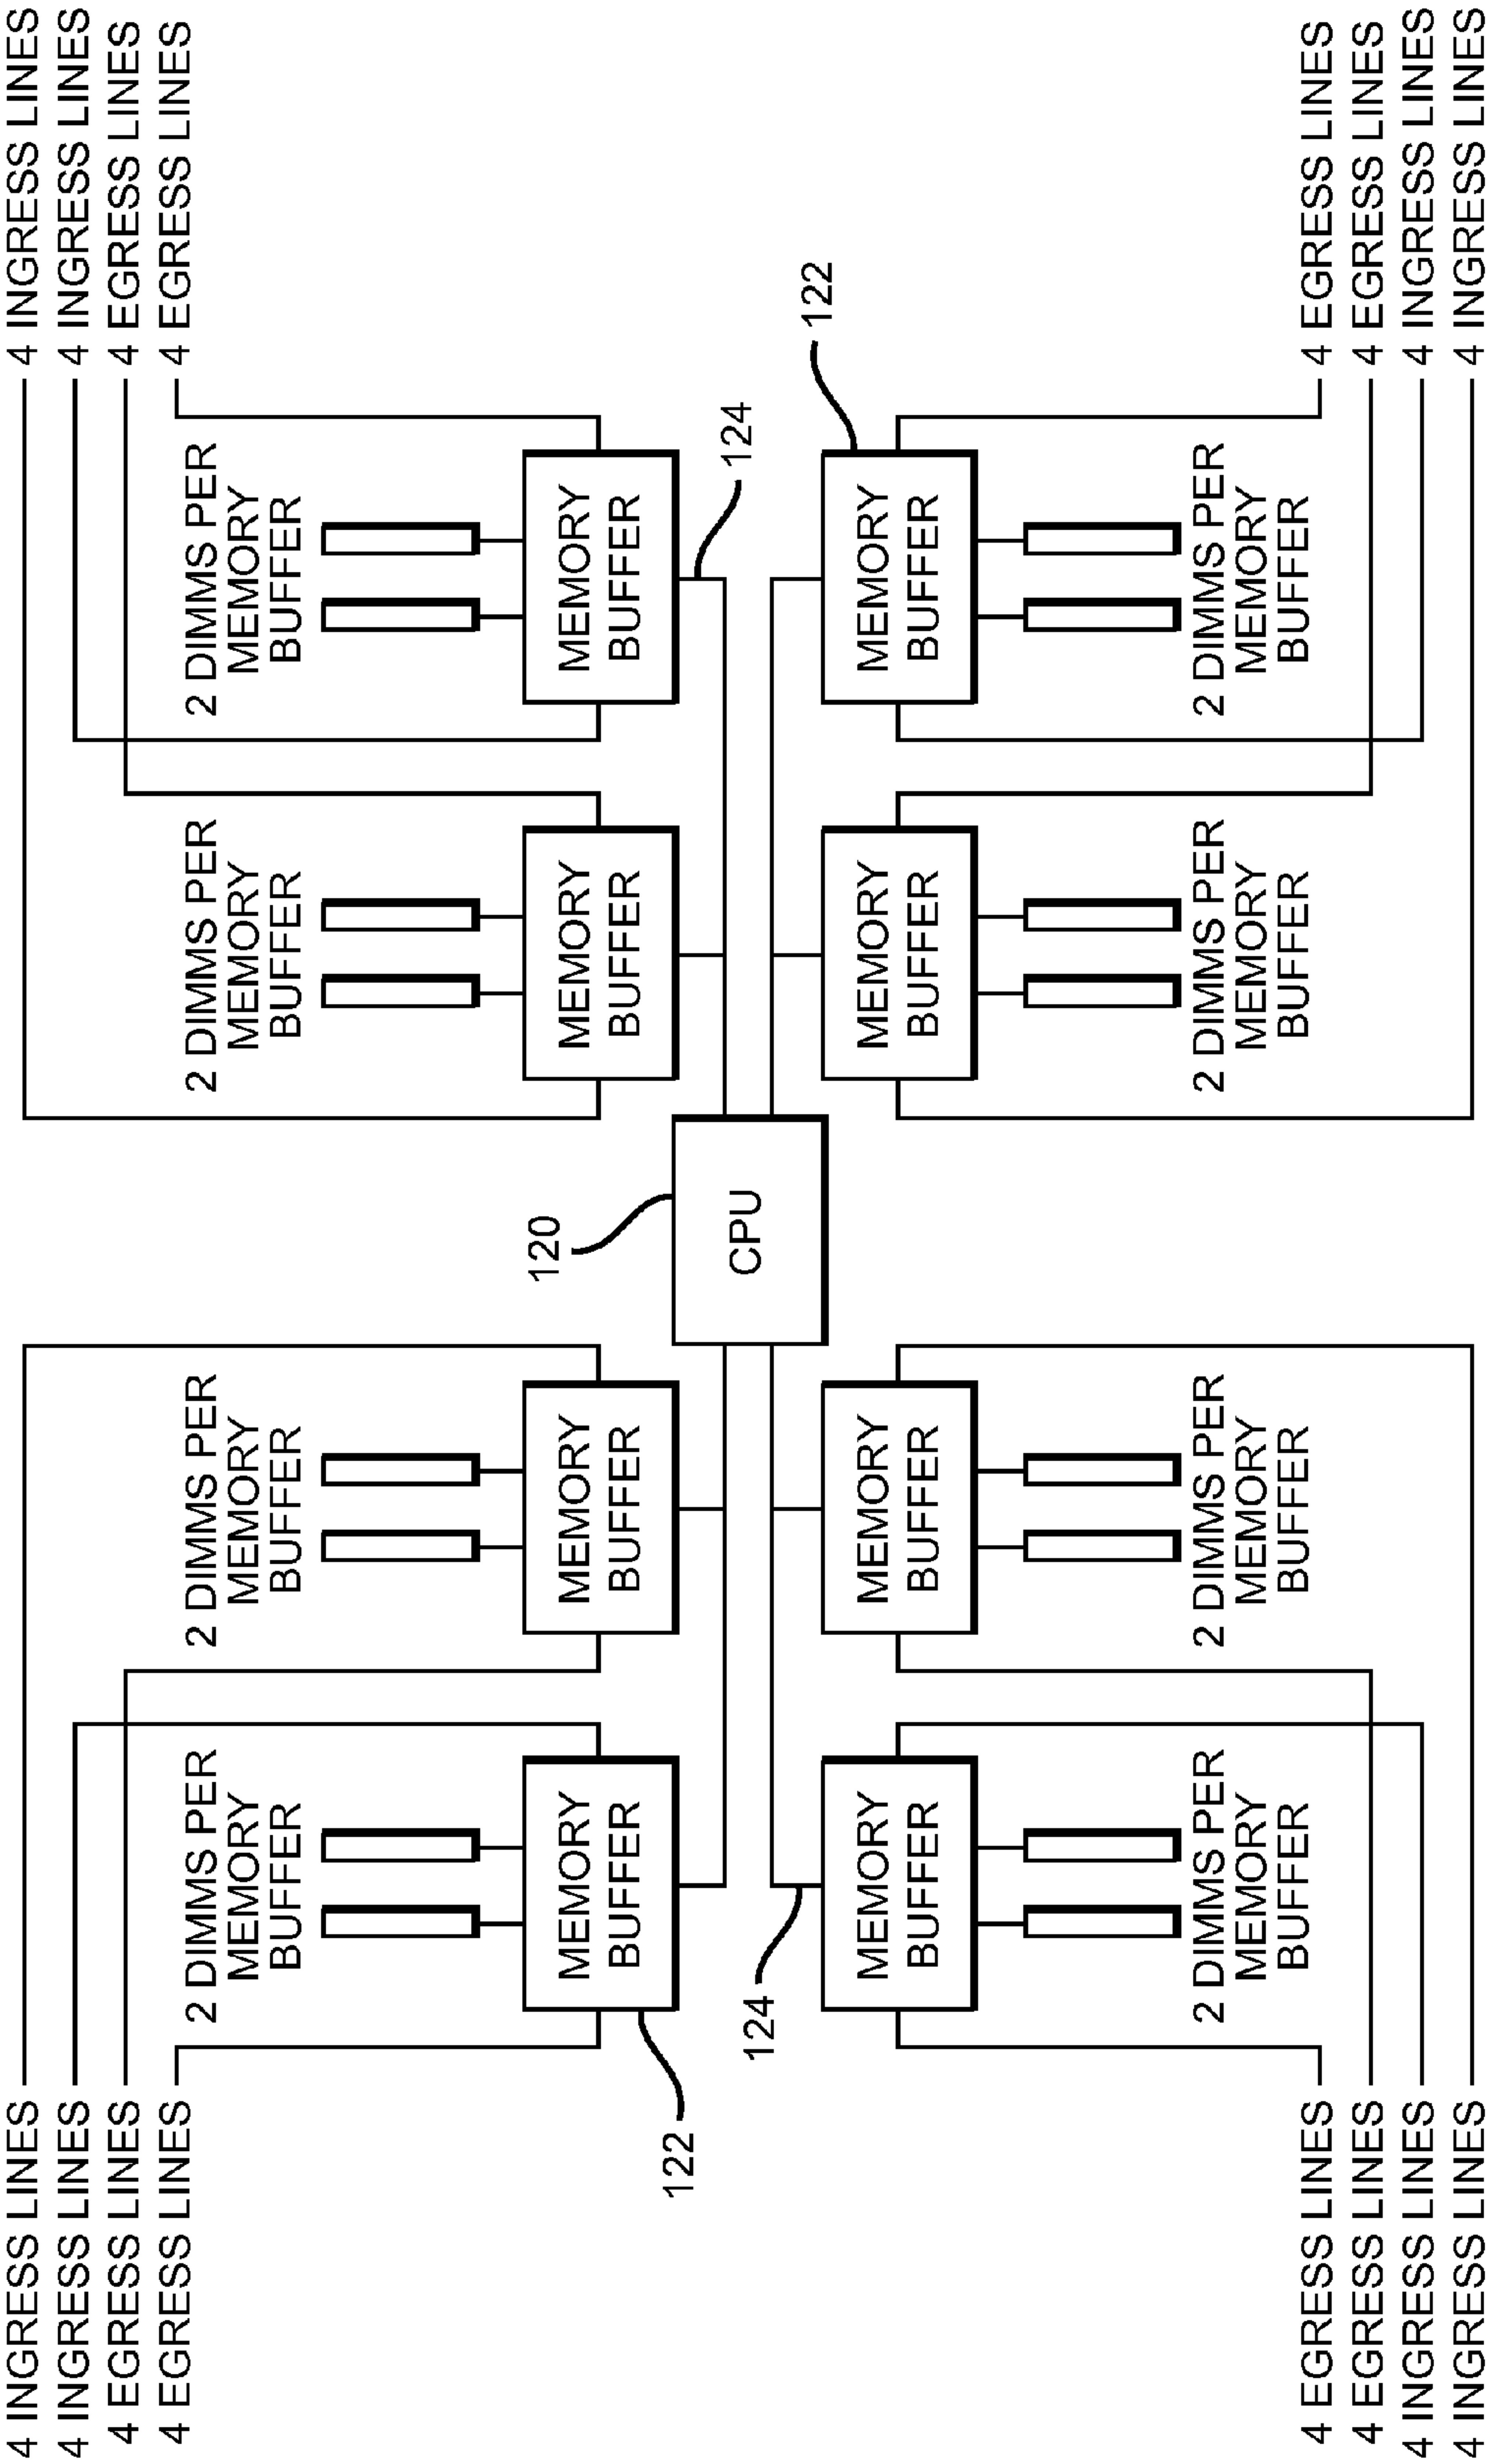 4 INGRESS LINES
4 INGRESS LINES
4 EGRESS LINES
4 EGRESS LINES
4 INGRESS LINES
4 INGRESS LINES
4 EGRESS LINES
4 EGRESS LINES
2 DIMMS PER
MEMORY
BUFFER
2 DIMMS PER
MEMORY
BUFFER
2 DIMMS PER
MEMORY
BUFFER
2 DIMMS PER
MEMORY
BUFFER
MEMORY
BUFFER
MEMORY
BUFFER
120
MEMORY
BUFFER
MEMORY
BUFFER
122
124
CPU
124
122
MEMORY
BUFFER
MEMORY
BUFFER
MEMORY
BUFFER
MEMORY
BUFFER
2 DIMMS PER
MEMORY
BUFFER
2 DIMMS PER
MEMORY
BUFFER
2 DIMMS PER
MEMORY
BUFFER
2 DIMMS PER
MEMORY
BUFFER
4 EGRESS LINES
4 EGRESS LINES
4 INGRESS LINES
4 INGRESS LINES
4 EGRESS LINES
4 EGRESS LINES
4 INGRESS LINES
4 INGRESS LINES